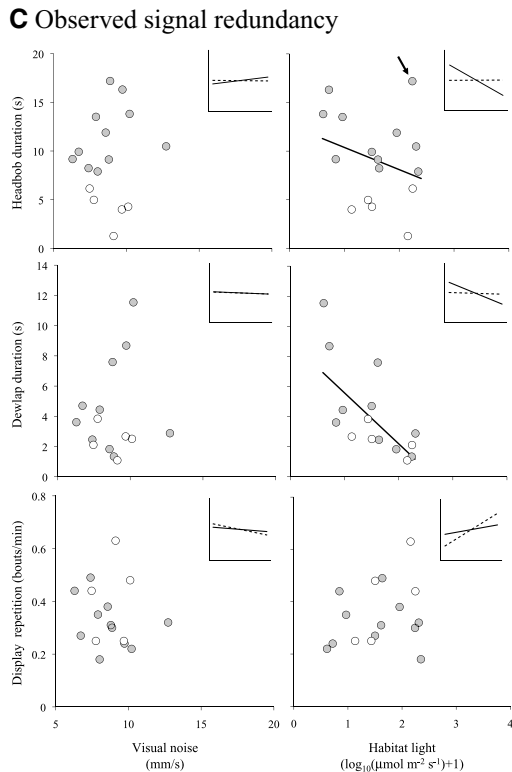 C Observed signal redundancy
Headbob duration (s)
20
15
10
5
0
Dewlap duration (s)
14
12
10
8
6
4
2
0
Display repetition (bouts/min)
0.8
0.6
0.4
0.2
0
5 10 15 20
0 1 2 3 4
Visual noise
(mm/s)
Habitat light
(log₁₀(μmol m⁻² s⁻¹)+1)